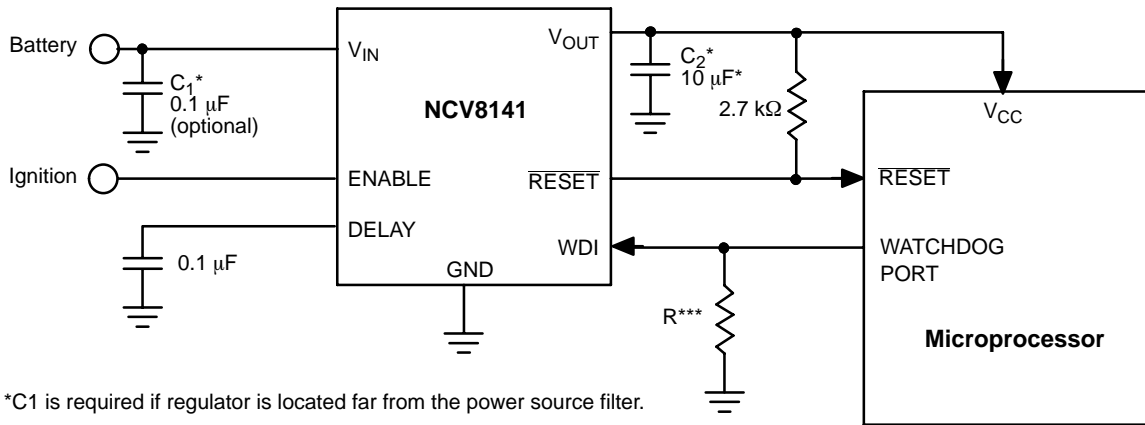 Battery
V_IN
V_OUT
C_1*
0.1 μF
(optional)
C_2*
10 μF*
2.7 kΩ
NCV8141
V_CC
Ignition
ENABLE
RESET
RESET
DELAY
0.1 μF
WDI
WATCHDOG
PORT
GND
R***
Microprocessor
*C1 is required if regulator is located far from the power source filter.